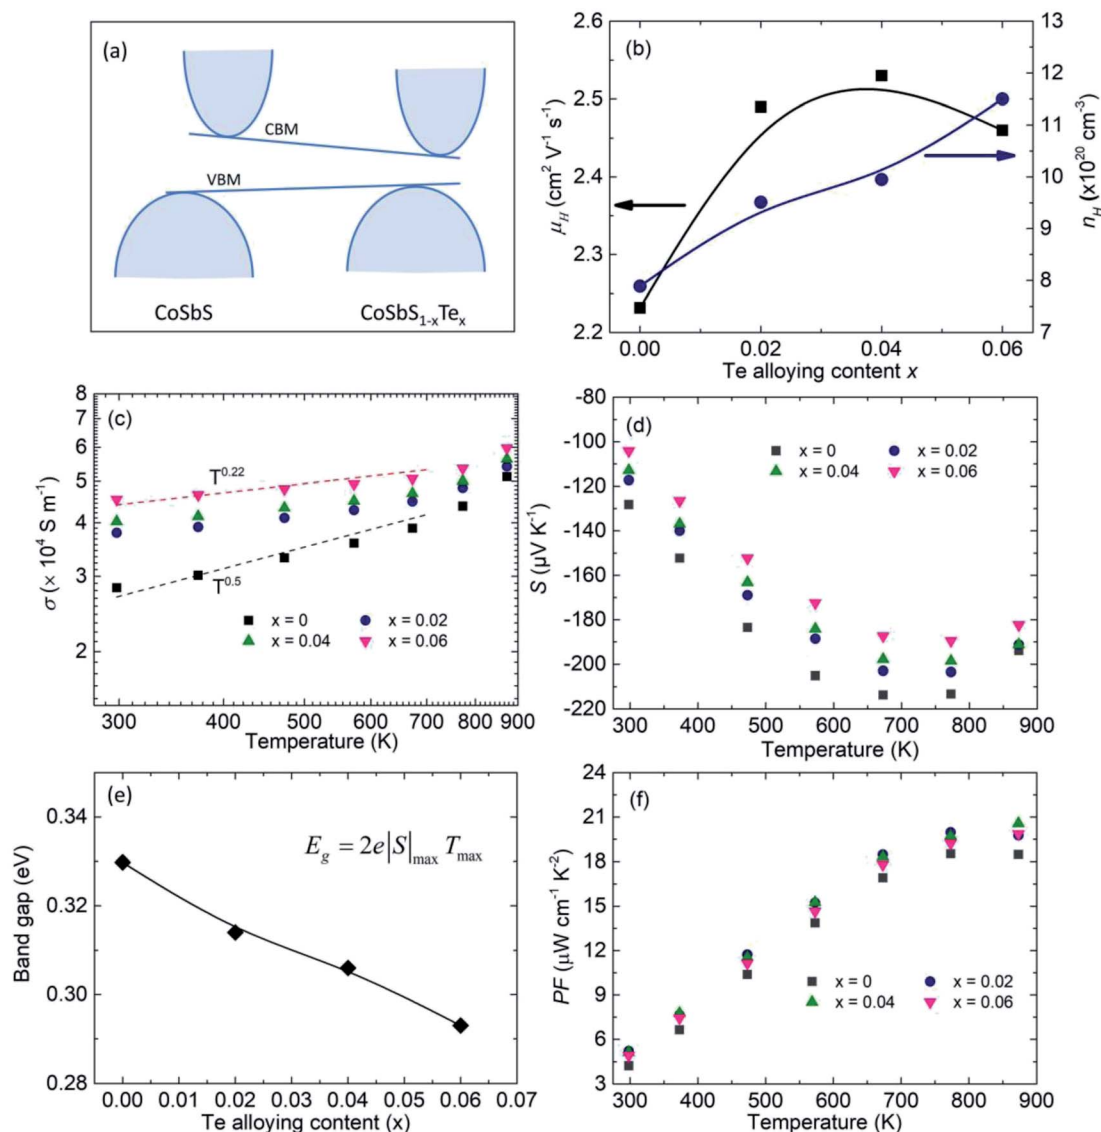 (a)
CBM
VBM
CoSbS
CoSbS1-xTex
(b)
2.6
2.5
2.4
2.3
2.2
μH (cm2 V-1 s-1)
13
12
11
10
9
8
7
nH (x1020 cm-3)
0.00 0.02 0.04 0.06
Te alloying content x
(c)
8
6
5
4
3
2
σ (× 104 S m-1)
T0.22
T0.5
x = 0 x = 0.02
x = 0.04 x = 0.06
300 400 500 600 700 800 900
Temperature (K)
(d)
-80
-100
-120
-140
-160
-180
-200
-220
S (μV K-1)
x = 0 x = 0.02
x = 0.04 x = 0.06
300 400 500 600 700 800 900
Temperature (K)
(e)
0.34
0.32
0.30
0.28
Band gap (eV)
Eg = 2e|S|max Tmax
0.00 0.01 0.02 0.03 0.04 0.05 0.06 0.07
Te alloying content (x)
(f)
24
21
18
15
12
9
6
3
PF (μW cm-1 K-2)
x = 0 x = 0.02
x = 0.04 x = 0.06
300 400 500 600 700 800 900
Temperature (K)